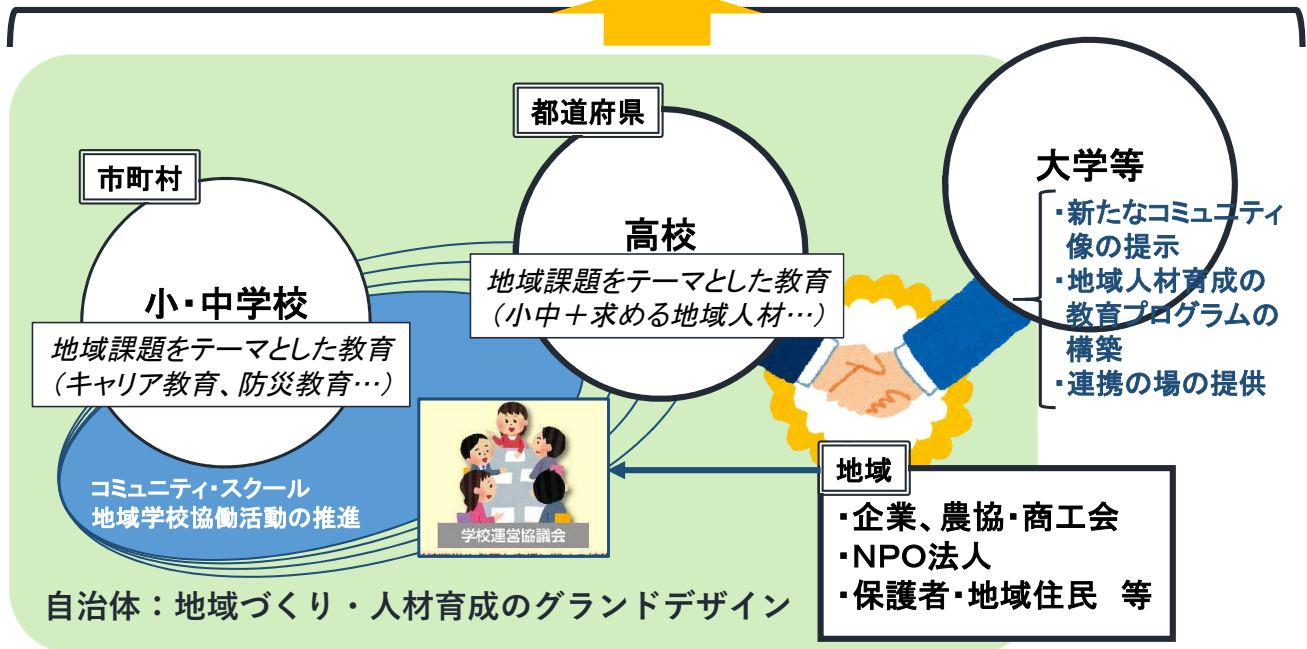 都道府県
高校
地域課題をテーマとした教育
（小中＋求める地域人材…）
市町村
小・中学校
地域課題をテーマとした教育
（キャリア教育、防災教育…）
大学等
・新たなコミュニティ
像の提示
・地域人材育成の
教育プログラムの
構築
・連携の場の提供
コミュニティ・スクール
地域学校協働活動の推進
学校運営協議会
地域
・企業、農協・商工会
・NPO法人
・保護者・地域住民　等
自治体：地域づくり・人材育成のグランドデザイン